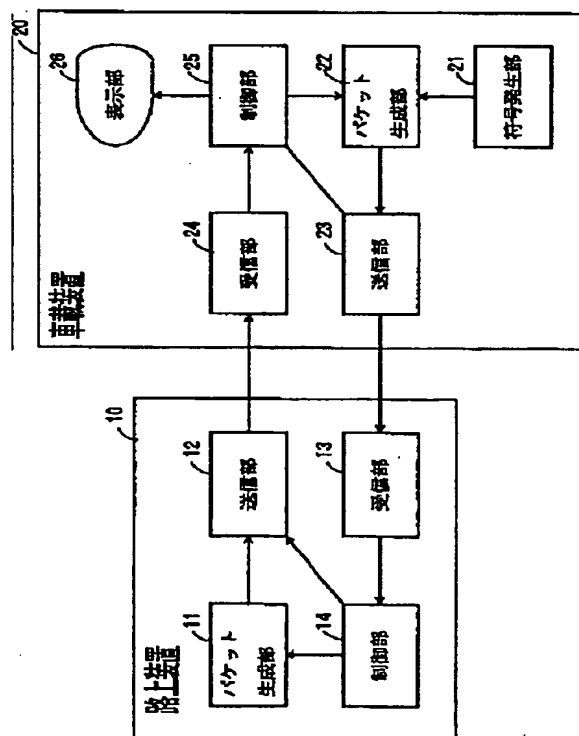 20
車載装置
26
表示部
25
制御部
22
パケット
生成部
21
符号発生部
24
受信部
23
送信部
10
路上装置
12
送信部
13
受信部
11
パケット
生成部
14
制御部